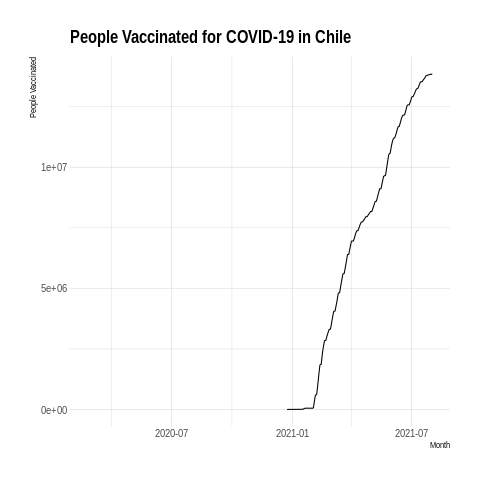 People Vaccinated for COVID-19 in Chile
People Vaccinated
1e+07
5e+06
0e+00
2020-07
2021-01
2021-07
Month